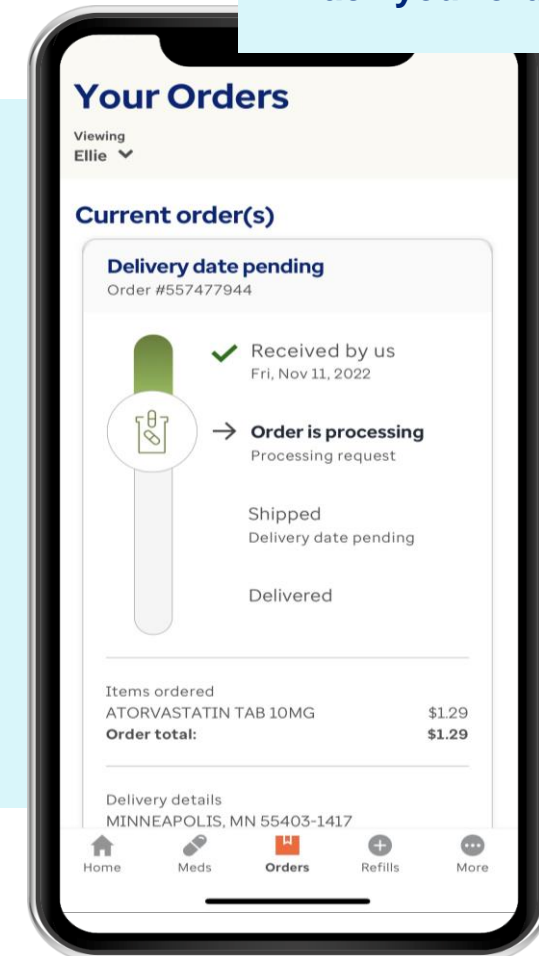 Your Orders
Viewing
Ellie
Current order(s)
Delivery date pending
Order #557477944
Received by us
Fri, Nov 11, 2022
Order is processing
Processing request
Shipped
Delivery date pending
Delivered
Items ordered
ATORVASTATIN TAB 10MG $1.29
Order total: $1.29
Delivery details
MINNEAPOLIS, MN 55403-1417
Home Meds Orders Refills More